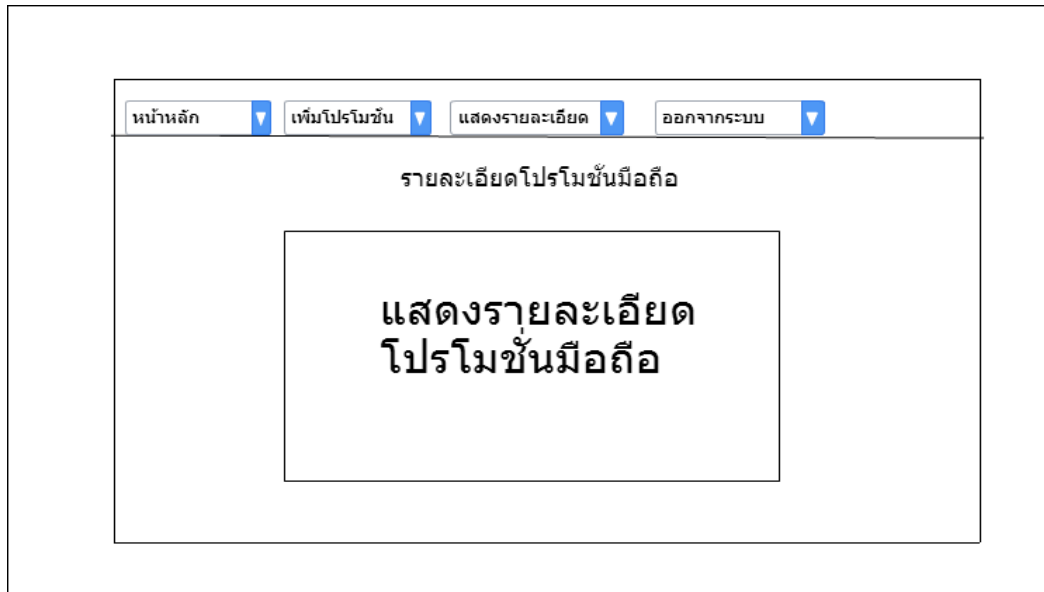 หน้าหลัก เพิ่มโปรโมชั่น แสดงรายละเอียด ออกจากระบบ
รายละเอียดโปรโมชั่นมือถือ
แสดงรายละเอียด
โปรโมชั่นมือถือ